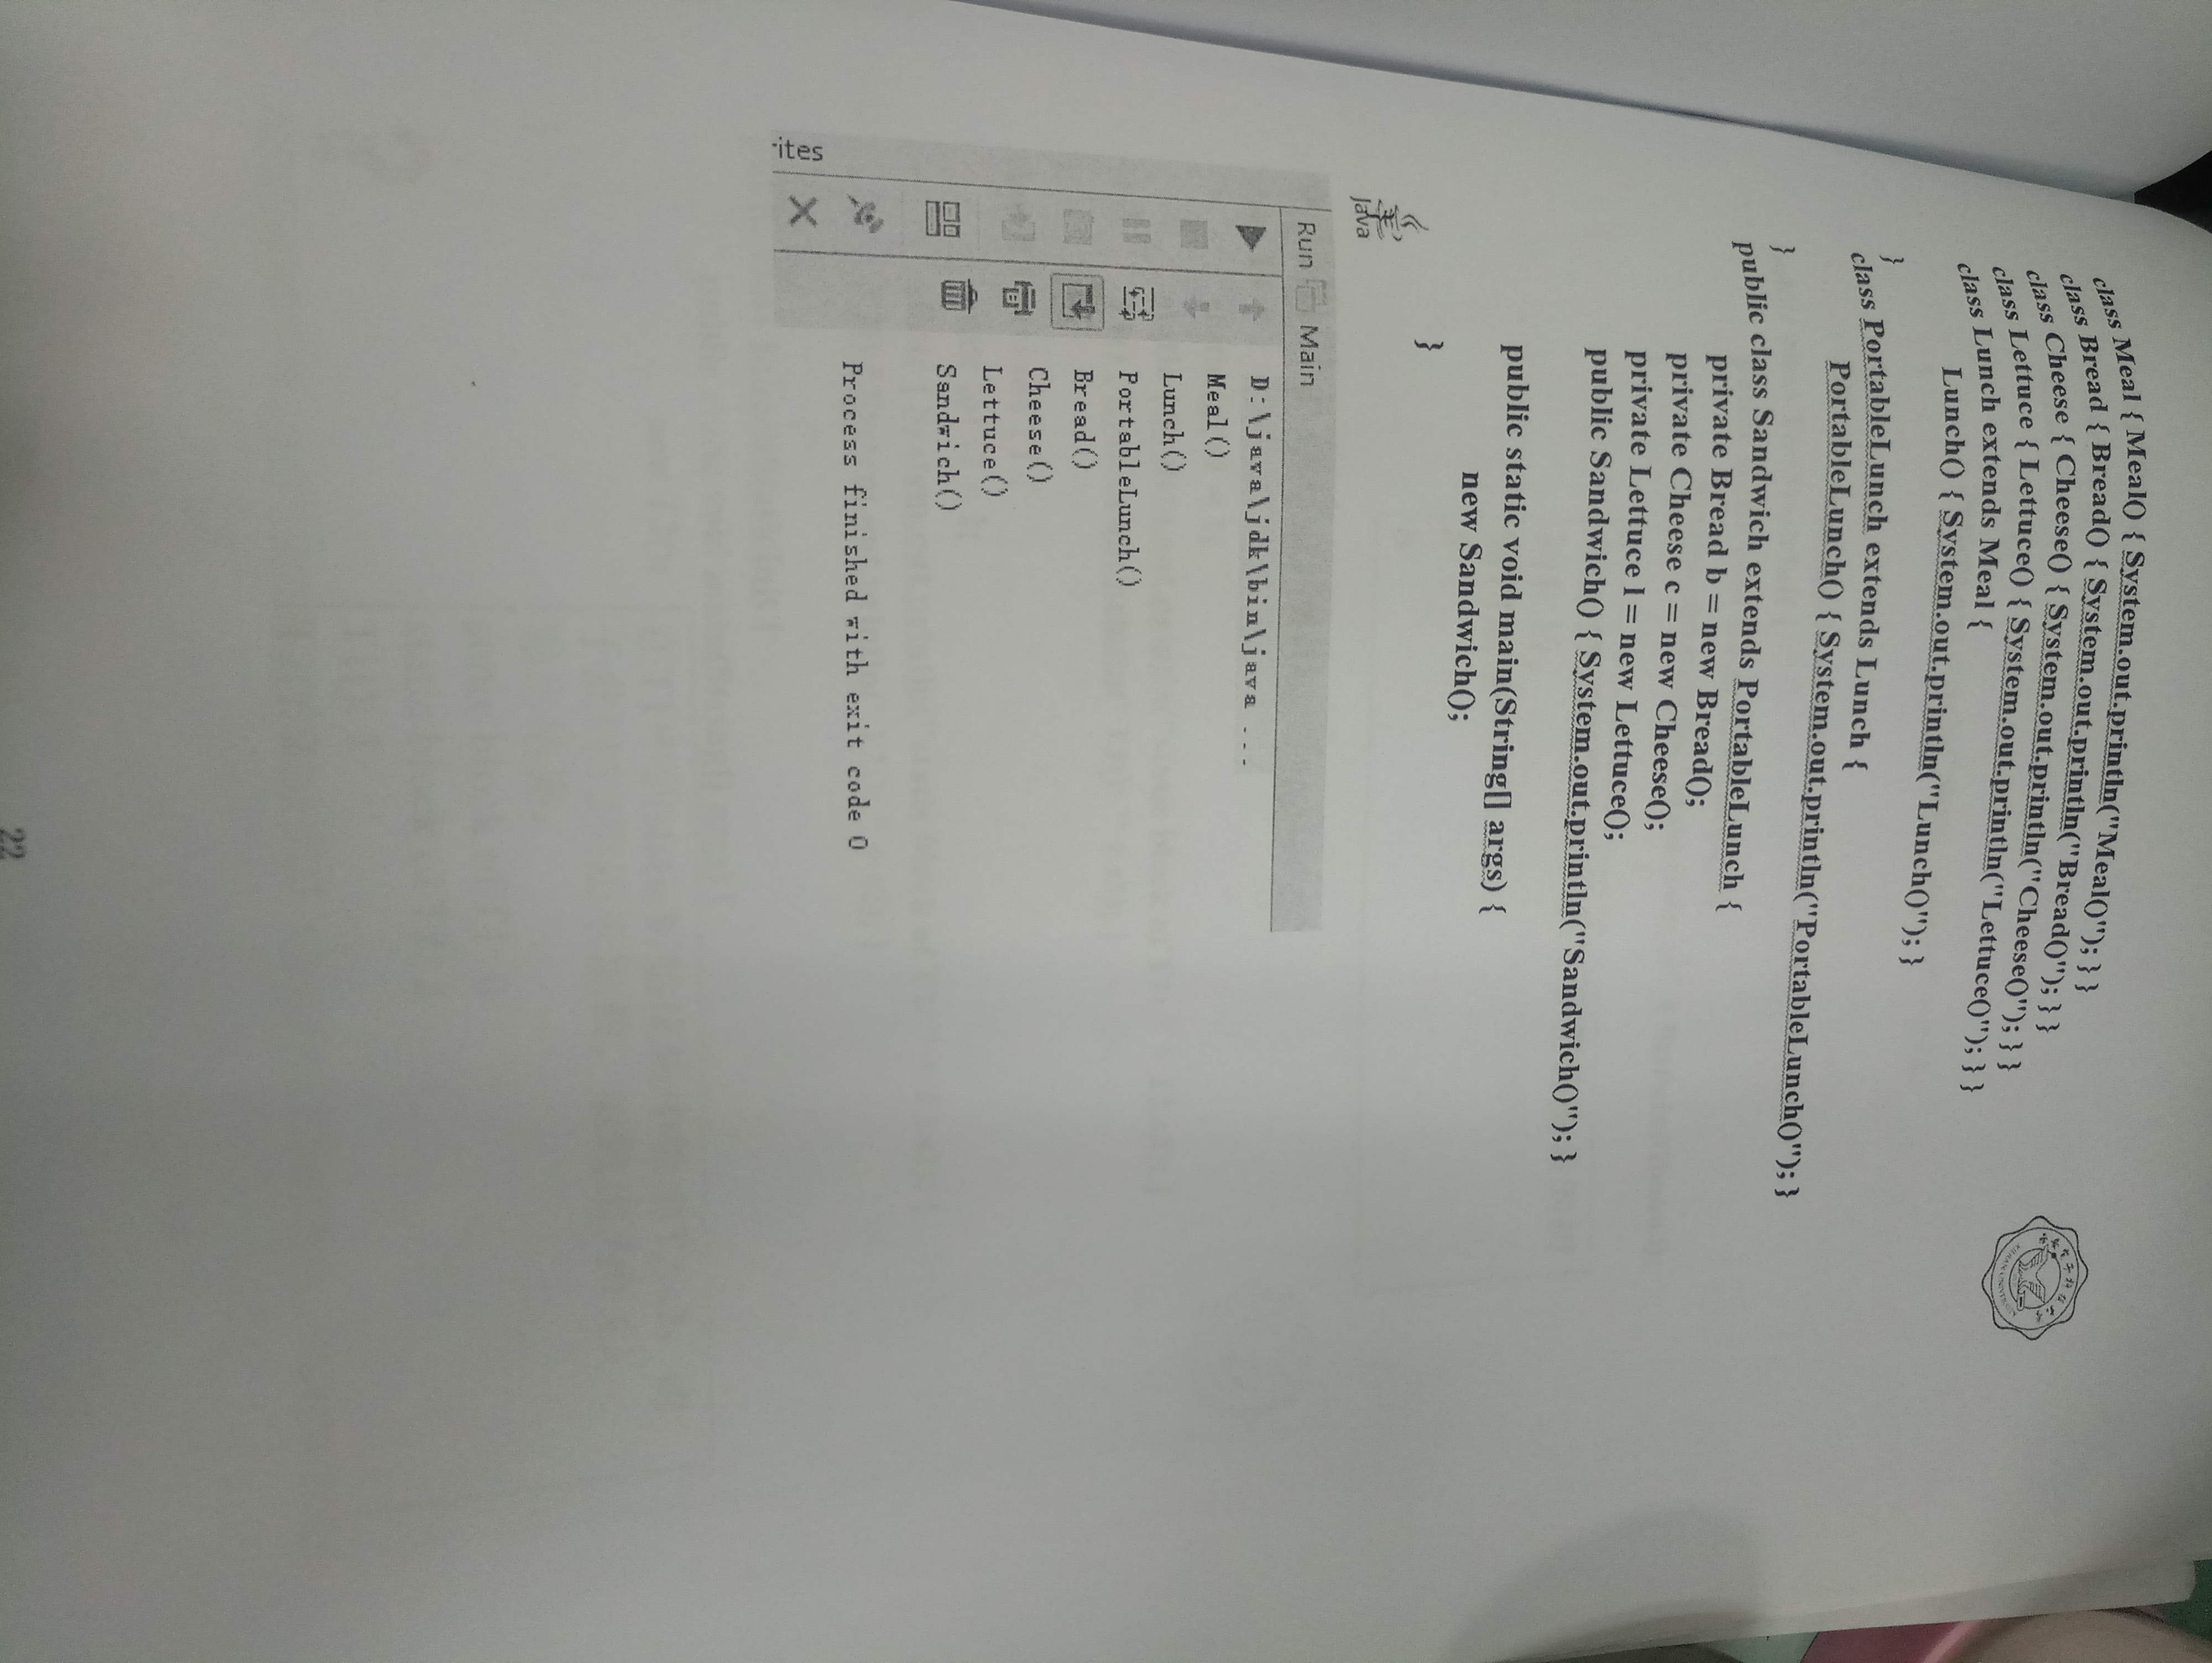 class Meal { Meal() { System.out.println("Meal()"); } }
class Bread { Bread() { System.out.println("Bread()"); } }
class Cheese { Cheese() { System.out.println("Cheese()"); } }
class Lettuce { Lettuce() { System.out.println("Lettuce()"); } }
class Lunch extends Meal {
Lunch() { System.out.println("Lunch()"); }
}
class PortableLunch extends Lunch {
PortableLunch() { System.out.println("PortableLunch()"); }
}
public class Sandwich extends PortableLunch {
private Bread b = new Bread();
private Cheese c = new Cheese();
private Lettuce l = new Lettuce();
public Sandwich() { System.out.println("Sandwich()"); }
public static void main(String[] args) {
new Sandwich();
}
Java
Run Main
D:\java\jdk\bin\java ...
Meal()
Lunch()
PortableLunch()
Bread()
Cheese()
Lettuce()
Sandwich()
Process finished with exit code 0
rites
22